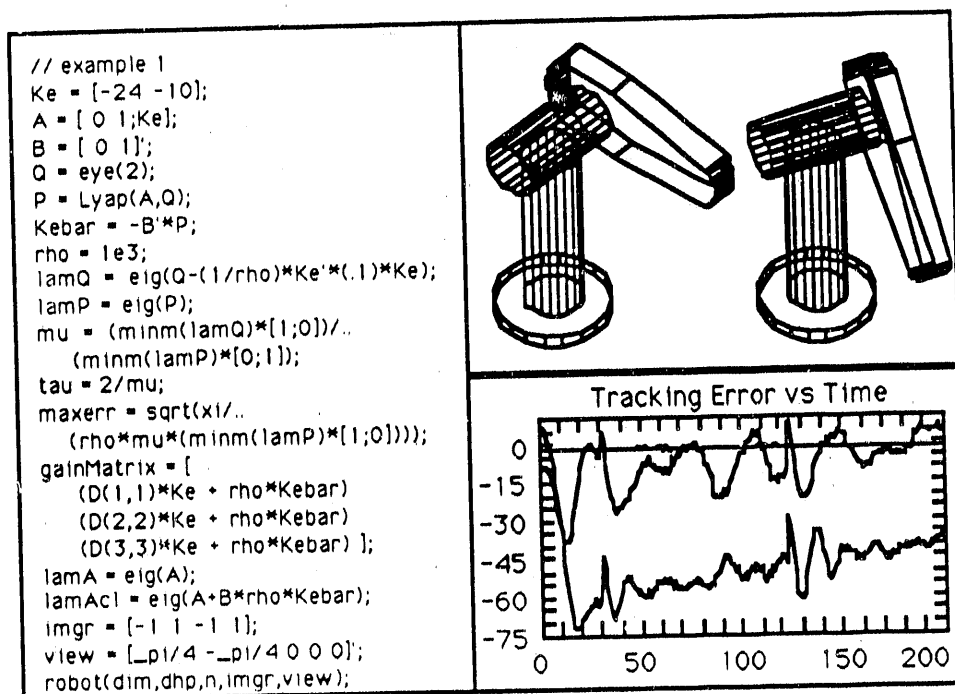 // example 1
Ke = [-24 -10];
A = [ 0 1;Ke];
B = [ 0 1]';
Q = eye(2);
P = Lyap(A,Q);
Kebar = -B'*P;
rho = 1e3;
lamQ = eig(Q-(1/rho)*Ke'*(.1)*Ke);
lamP = eig(P);
mu = (minm(lamQ)*[1;0])/..
(minm(lamP)*[0;1]);
tau = 2/mu;
maxerr = sqrt(xi/..
(rho*mu*(minm(lamP)*[1;0])));
gainMatrix = [
(D(1,1)*Ke + rho*Kebar)
(D(2,2)*Ke + rho*Kebar)
(D(3,3)*Ke + rho*Kebar) ];
lamA = eig(A);
lamAcl = eig(A+B*rho*Kebar);
imgr = [-1 1 -1 1];
view = [_pi/4 -_pi/4 0 0 0]';
robot(dim,dhp,n,imgr,view);
Tracking Error vs Time
0
-15
-30
-45
-60
-75
0 50 100 150 200